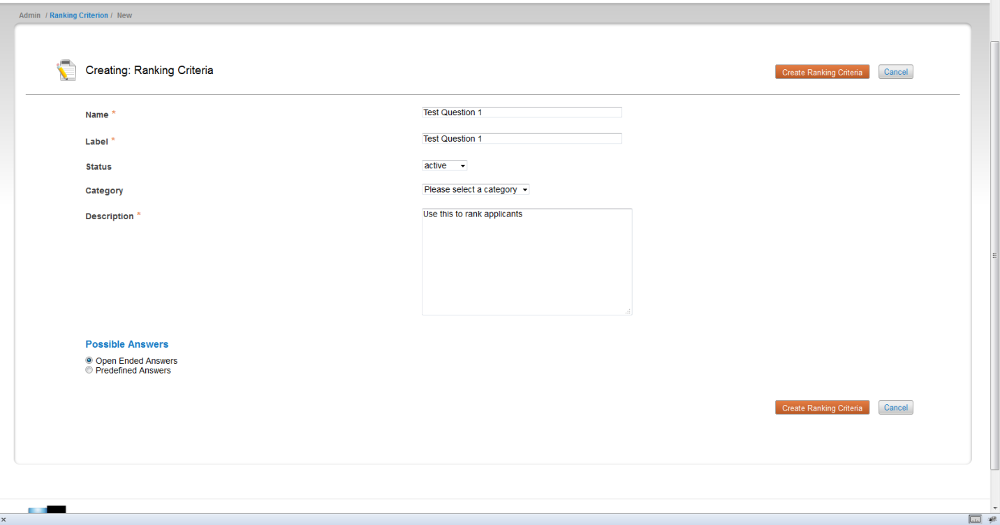 Admin / Ranking Criterion / New
Creating: Ranking Criteria
Create Ranking Criteria Cancel
Name * Test Question 1
Label * Test Question 1
Status active
Category Please select a category
Description * Use this to rank applicants
Possible Answers
Open Ended Answers
Predefined Answers
Create Ranking Criteria Cancel
x